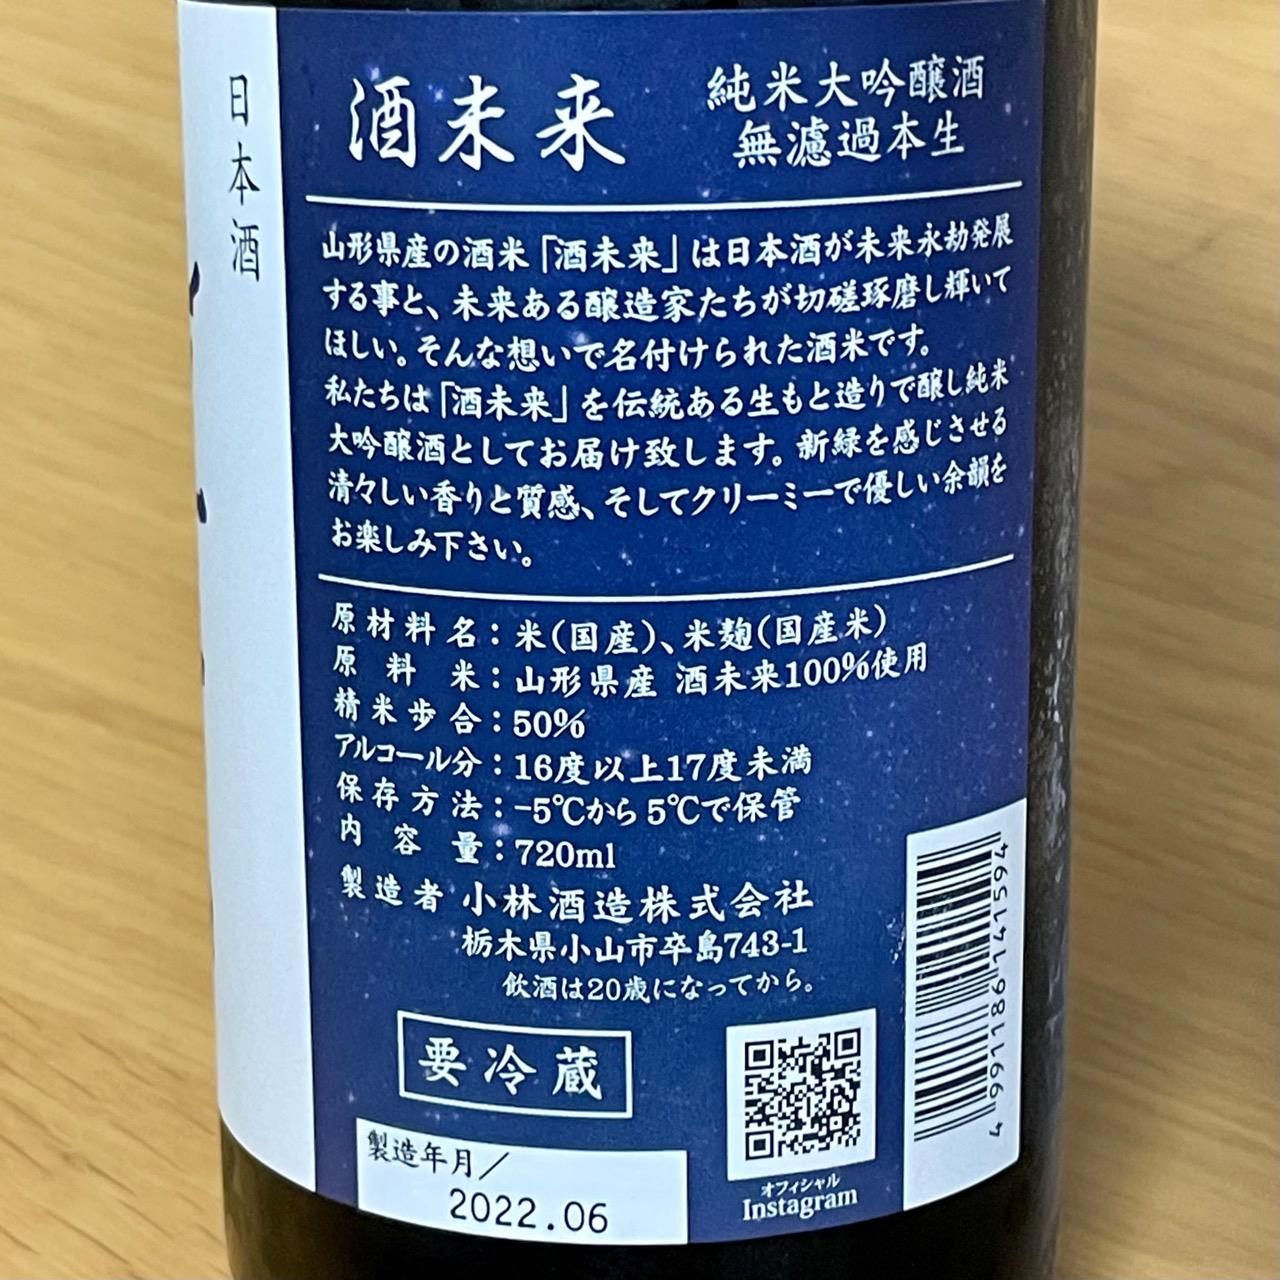 日本酒
酒未来
純米大吟醸酒
無濾過本生
山形県産の酒米「酒未来」は日本酒が未来永劫発展
する事と、未来ある醸造家たちが切磋琢磨し輝いて
ほしい。そんな想いで名付けられた酒米です。
私たちは「酒未来」を伝統ある生もと造りで醸し純米
大吟醸酒としてお届け致します。新緑を感じさせる
清々しい香りと質感、そしてクリーミーで優しい余韻を
お楽しみ下さい。
原材料名：米(国産)、米麹(国産米)
原料米：山形県産 酒未来100%使用
精米歩合：50%
アルコール分：16度以上17度未満
保存方法：-5℃から5℃で保管
内容量：720ml
製造者 小林酒造株式会社
栃木県小山市卒島743-1
飲酒は20歳になってから。
要冷蔵
製造年月／
2022.06
オフィシャル
Instagram
4991186141594